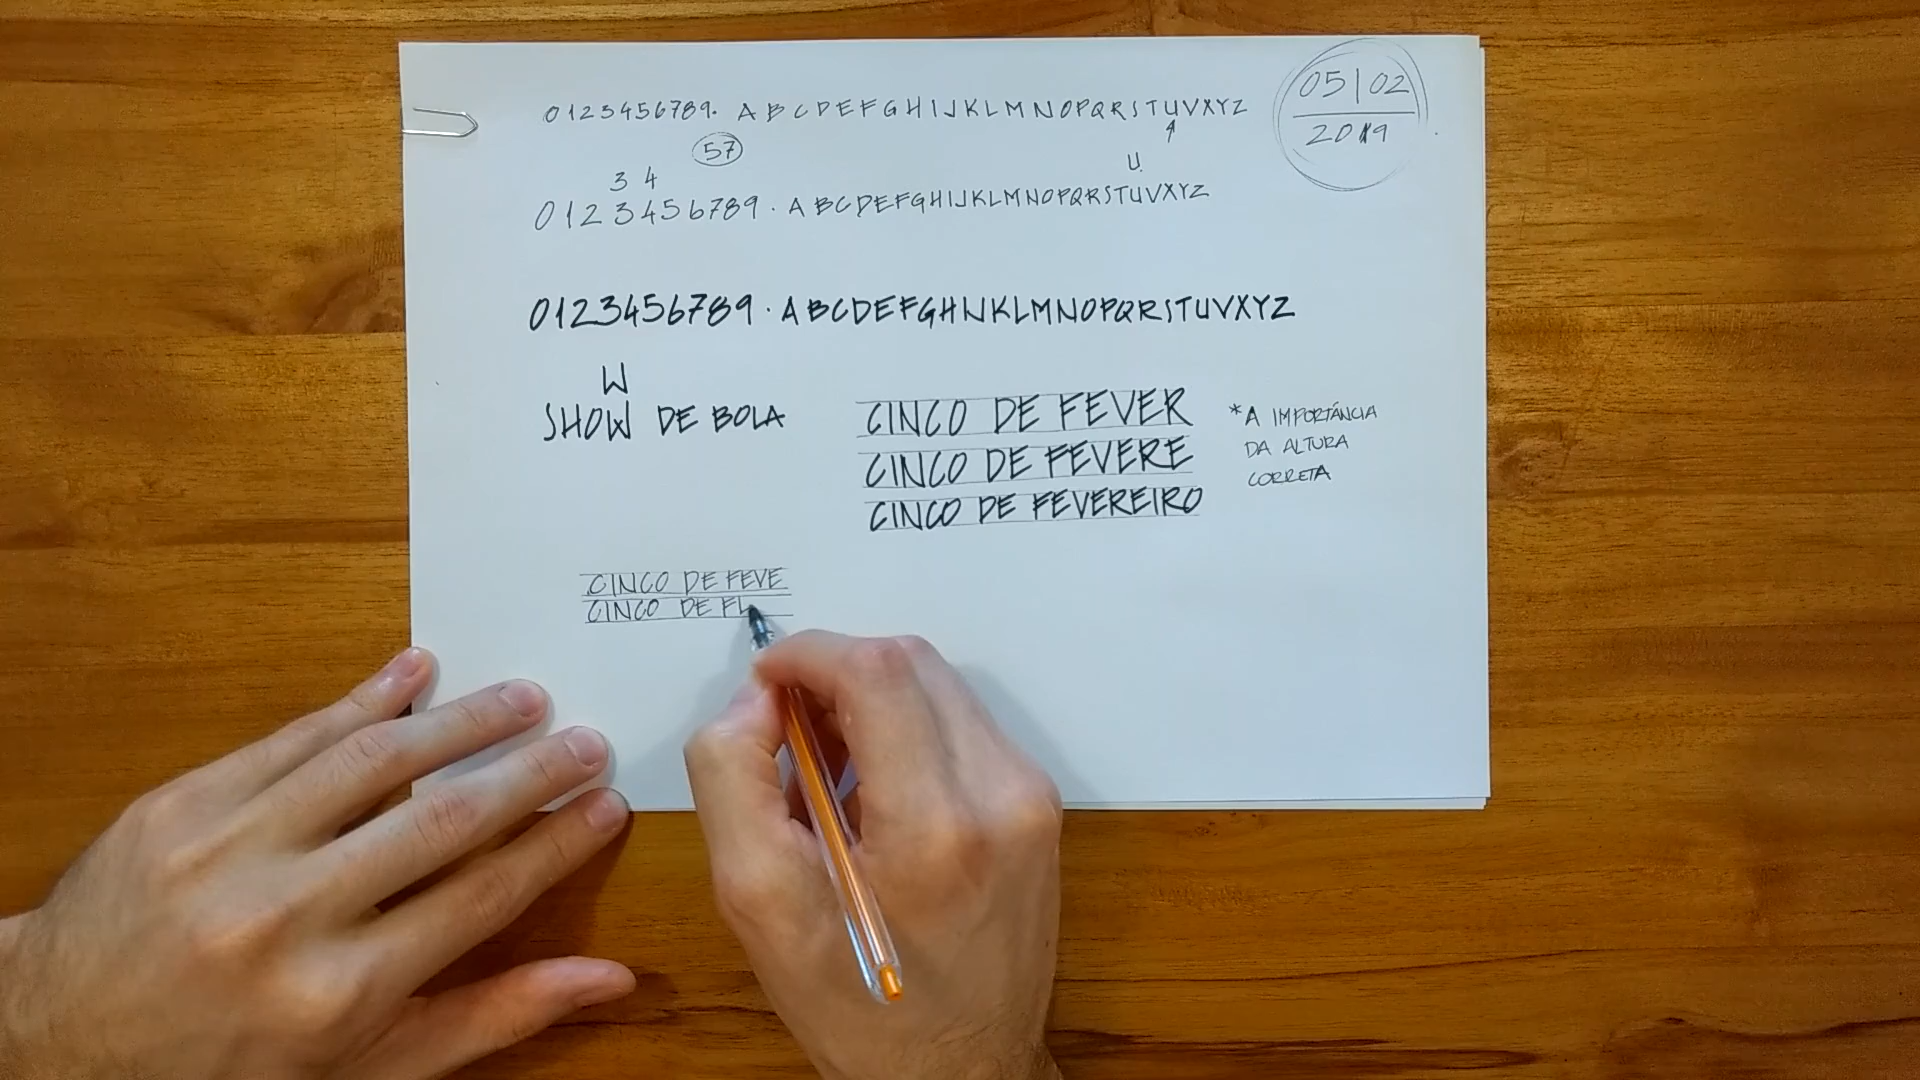 0123456789. ABCDEFGHIJKLMNOPQRSTUVXYZ
05|02
2019
57
U.
3 4
0123456789 . ABCDEFGHIJKLMNOPQRSTUVXYZ
0123456789 . ABCDEFGHIJKLMNOPQRSTUVXYZ
W
SHOW DE BOLA
CINCO DE FEVER
CINCO DE FEVERE
CINCO DE FEVEREIRO
*A IMPORTÂNCIA
DA ALTURA
CORRETA
CINCO DE FEVE
CINCO DE